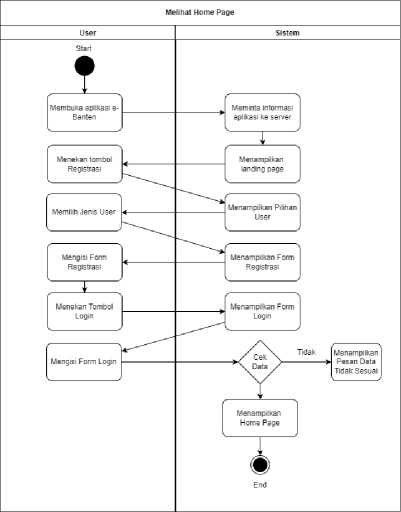 Melihat Home Page
User
Sistem
Start
Membuka aplikasi e-
Banten
Meminta informasi
aplikasi ke server
Menekan tombol
Registrasi
Menampilkan
landing page
Memilih Jenis User
Menampilkan Pilihan
User
Mengisi Form
Registrasi
Menampilkan Form
Registrasi
Menekan Tombol
Login
Menampilkan Form
Login
Mengisi Form Login
Cek
Data
Tidak
Menampilkan
Pesan Data
Tidak Sesuai
Menampilkan
Home Page
End